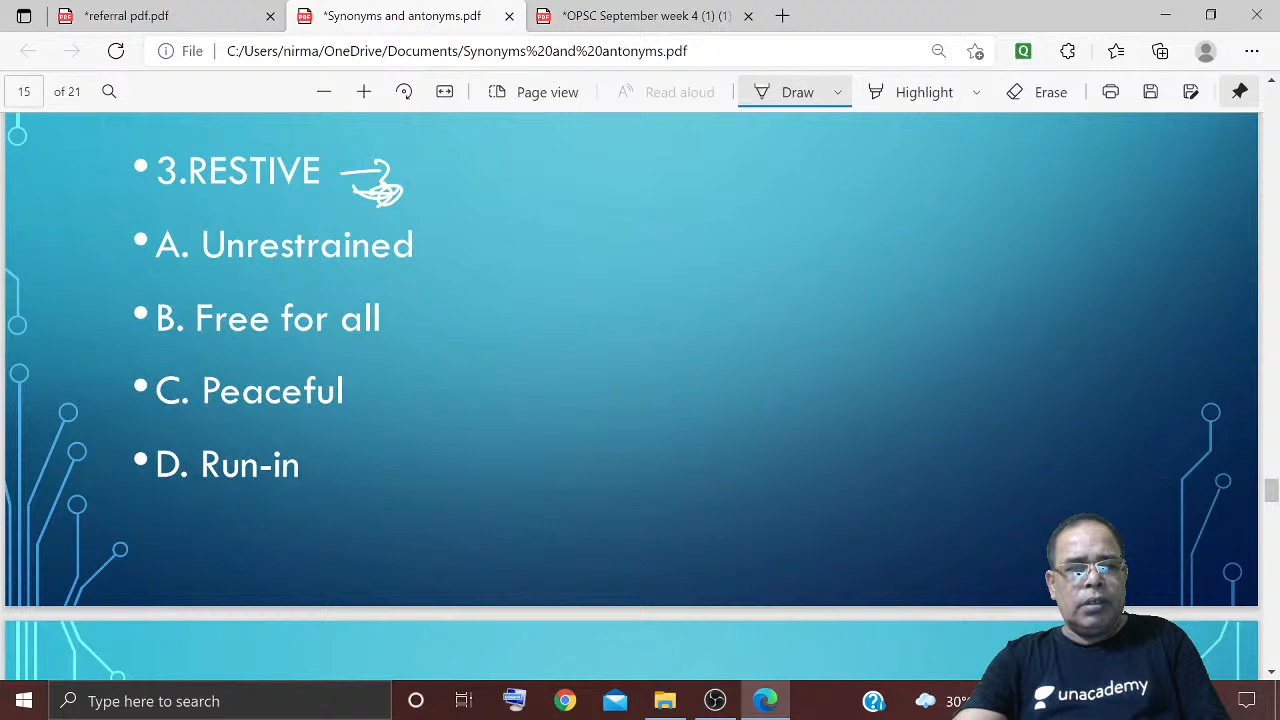 *referral pdf.pdf
*Synonyms and antonyms.pdf
*OPSC September week 4 (1) (1)
File
C:/Users/nirma/OneDrive/Documents/Synonyms%20and%20antonyms.pdf
15 of 21
Page view
Read aloud
Draw
Highlight
Erase
• 3.RESTIVE
• A. Unrestrained
• B. Free for all
• C. Peaceful
• D. Run-in
unacademy
Type here to search
30°